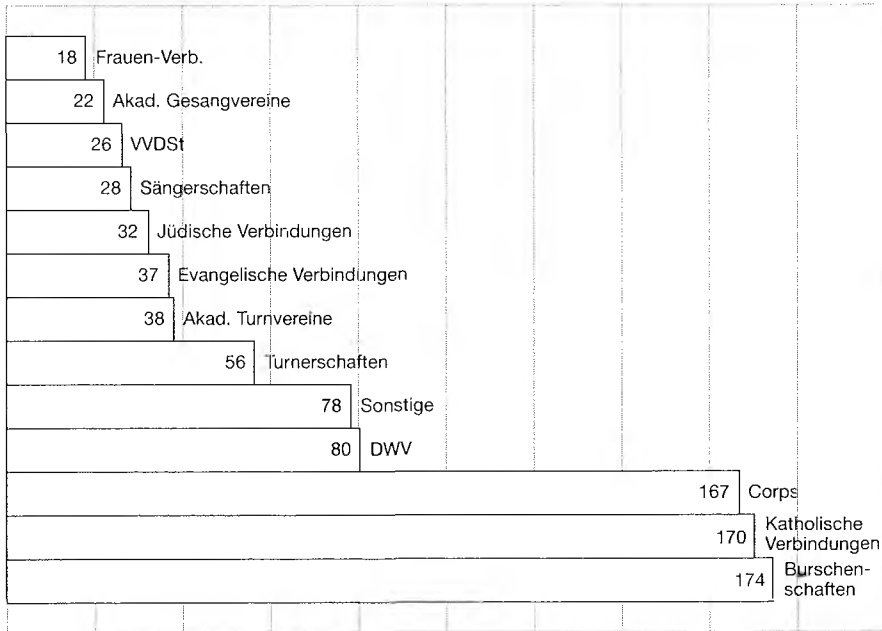 18 Frauen-Verb.
22 Akad. Gesangvereine
26 VVDSt
28 Sängerschaften
32 Jüdische Verbindungen
37 Evangelische Verbindungen
38 Akad. Turnvereine
56 Turnerschaften
78 Sonstige
80 DWV
167 Corps
170 Katholische
Verbindungen
174 Burschen-
schaften